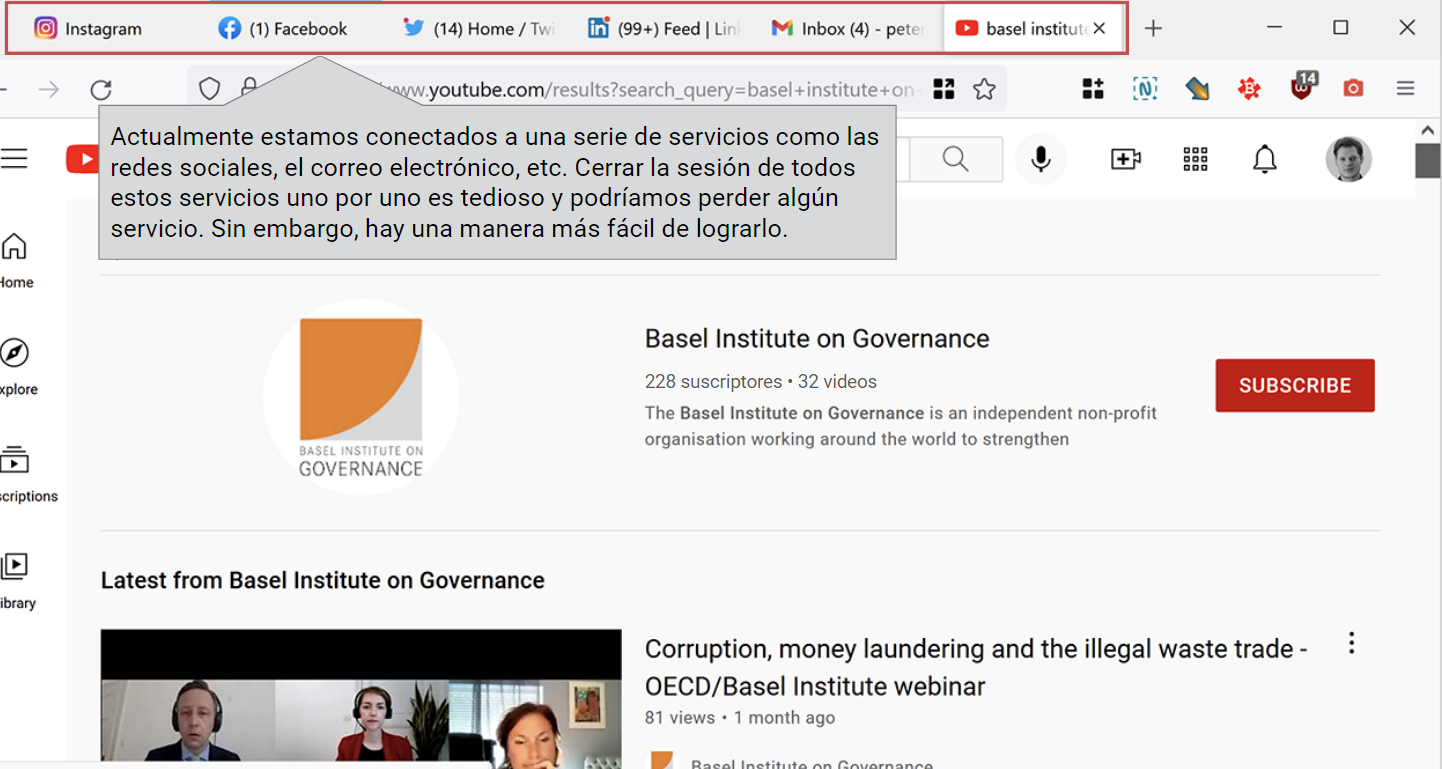 Instagram
(1) Facebook
(14) Home / Twi
(99+) Feed | Lin
Inbox (4) - peter
basel institute
www.youtube.com/results?search_query=basel+institute+on
14
Actualmente estamos conectados a una serie de servicios como las
redes sociales, el correo electrónico, etc. Cerrar la sesión de todos
estos servicios uno por uno es tedioso y podríamos perder algún
servicio. Sin embargo, hay una manera más fácil de lograrlo.
Home
xplore
scriptions
ibrary
BASEL INSTITUTE ON
GOVERNANCE
Basel Institute on Governance
228 suscriptores • 32 videos
The Basel Institute on Governance is an independent non-profit
organisation working around the world to strengthen
SUBSCRIBE
Latest from Basel Institute on Governance
Corruption, money laundering and the illegal waste trade -
OECD/Basel Institute webinar
81 views • 1 month ago
Basel Institute on Governance